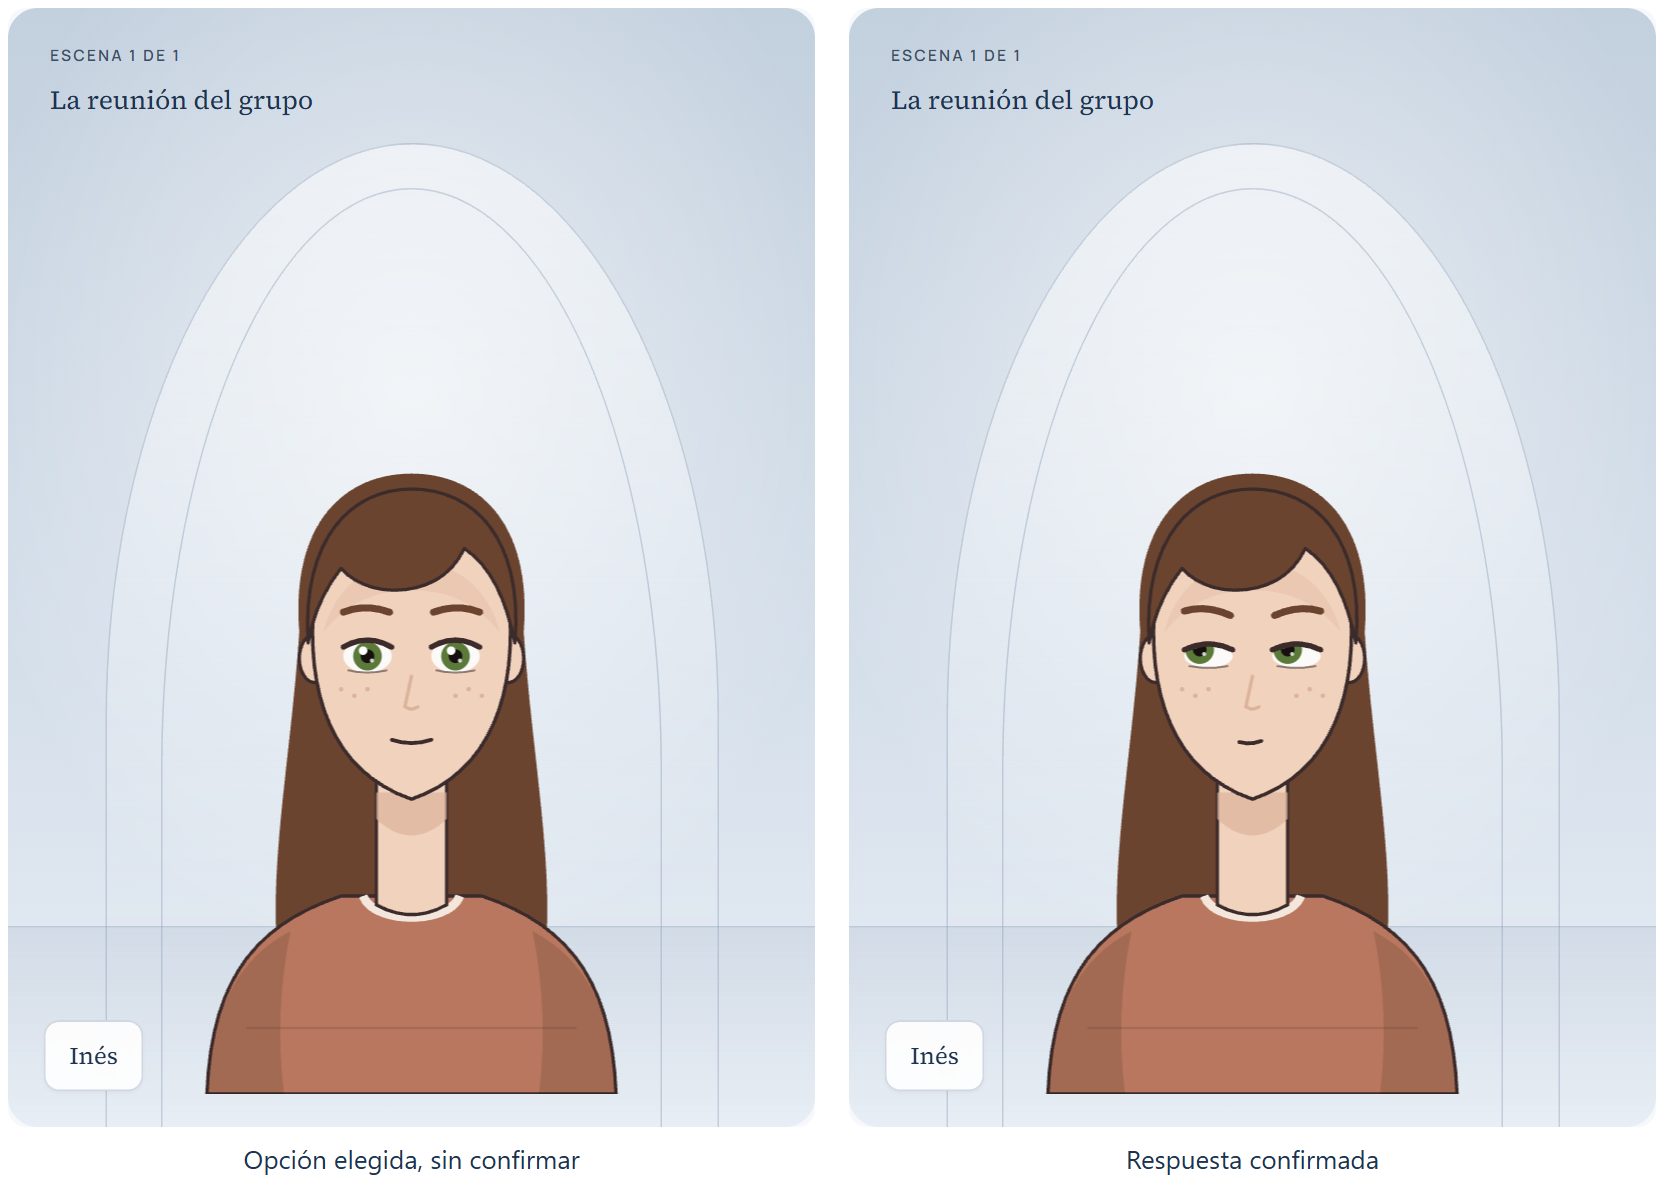 ESCENA 1 DE 1
La reunión del grupo
Inés
Opción elegida, sin confirmar
ESCENA 1 DE 1
La reunión del grupo
Inés
Respuesta confirmada